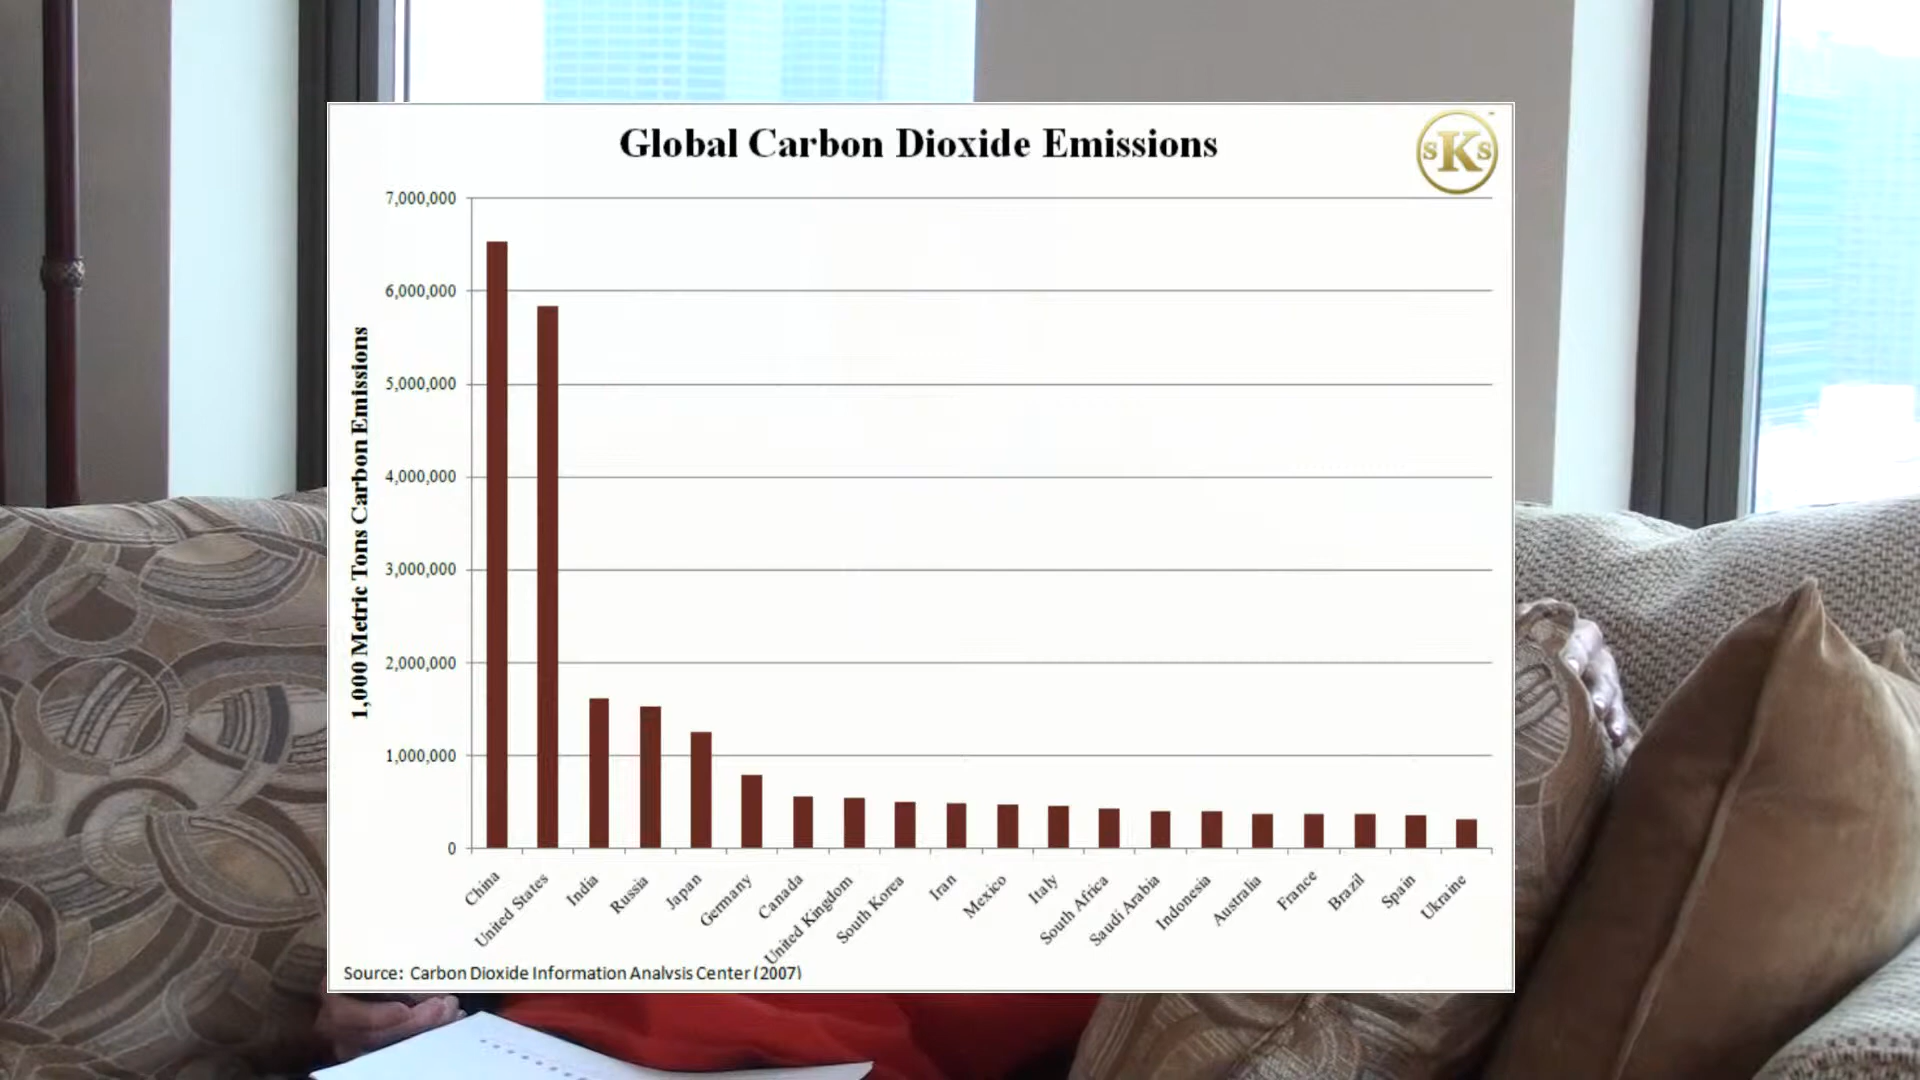 Global Carbon Dioxide Emissions
sKs
7,000,000
6,000,000
5,000,000
4,000,000
3,000,000
2,000,000
1,000,000
0
1,000 Metric Tons Carbon Emissions
China
United States
India
Russia
Japan
Germany
Canada
United Kingdom
South Korea
Iran
Mexico
Italy
South Africa
Saudi Arabia
Indonesia
Australia
France
Brazil
Spain
Ukraine
Source: Carbon Dioxide Information Analysis Center (2007)